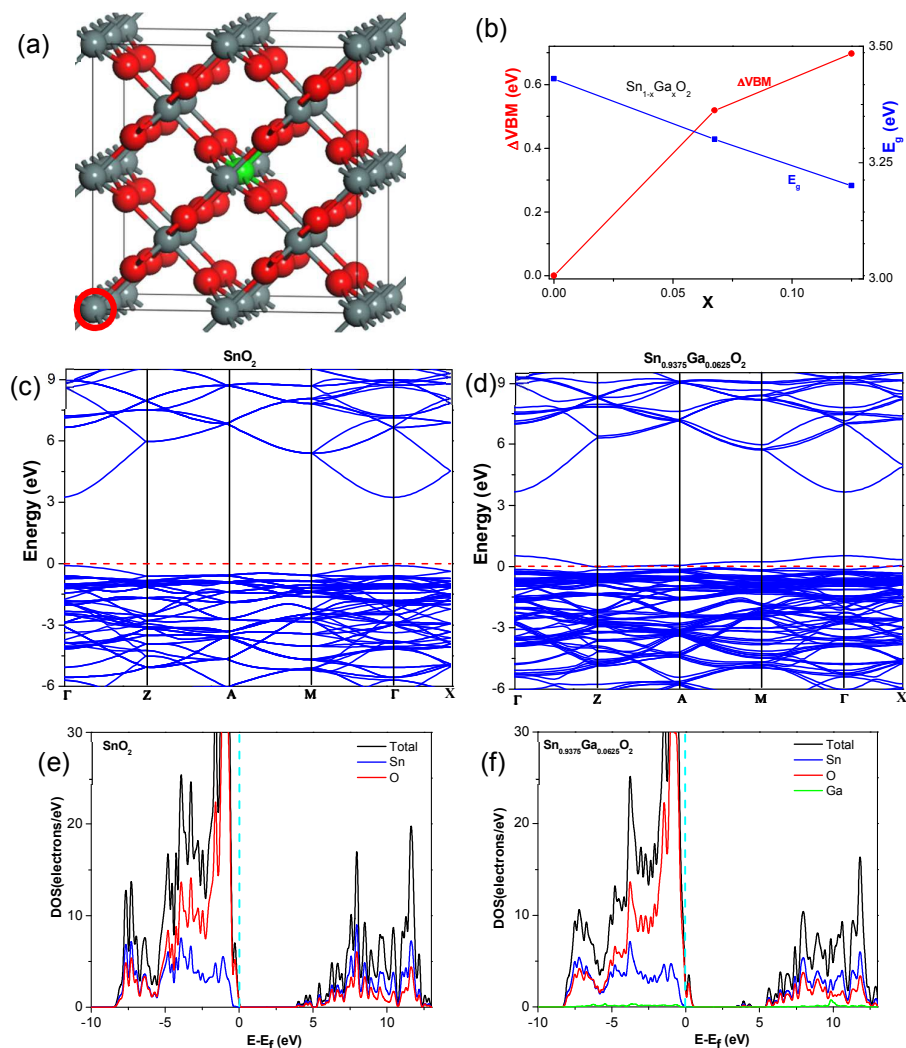 (a)
(b)
ΔVBM (eV)
0.6
0.4
0.2
0.0
Sn1-xGaxO2
ΔVBM
Eg
3.50
3.25
3.00
Eg (eV)
0.00
0.05
0.10
X
(c)
SnO2
Energy (eV)
9
6
3
0
-3
-6
Γ Z A M Γ X
(d)
Sn0.9375Ga0.0625O2
Energy (eV)
9
6
3
0
-3
-6
Γ Z A M Γ X
(e)
SnO2
Total
Sn
O
DOS(electrons/eV)
30
20
10
0
-10 -5 0 5 10
E-Ef (eV)
(f)
Sn0.9375Ga0.0625O2
Total
Sn
O
Ga
DOS(electrons/eV)
30
20
10
0
-10 -5 0 5 10
E-Ef (eV)